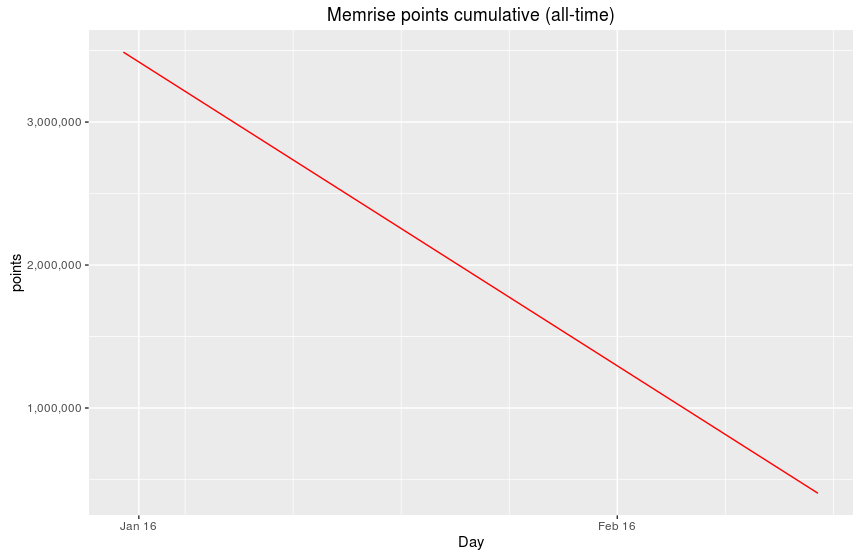 Memrise points cumulative (all-time)
points
3,000,000
2,000,000
1,000,000
Jan 16
Feb 16
Day